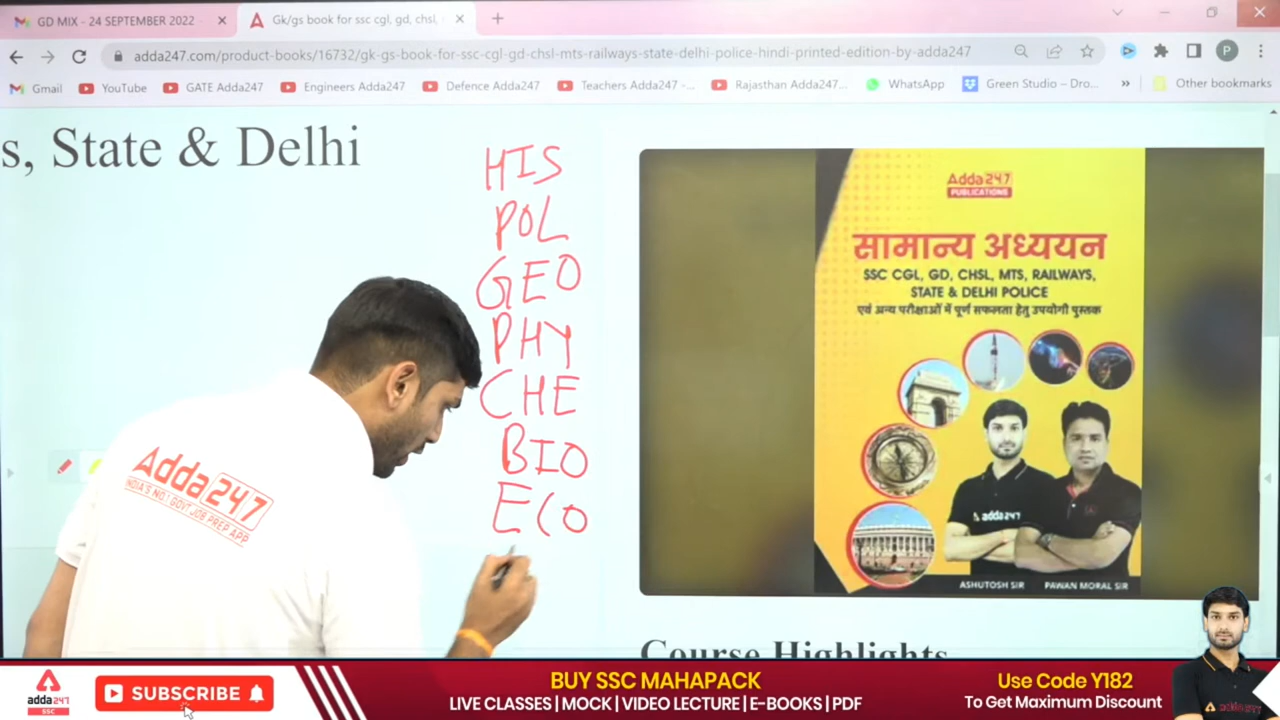 GD MIX - 24 SEPTEMBER 2022
Gk/gs book for ssc cgl, gd, chsl,
adda247.com/product-books/16732/gk-gs-book-for-ssc-cgl-gd-chsl-mts-railways-state-delhi-police-hindi-printed-edition-by-adda247
P
Gmail YouTube GATE Adda247 Engineers Adda247 Defence Adda247 Teachers Adda247 -... Rajasthan Adda247... WhatsApp Green Studio – Dro... » Other bookmarks
s, State & Delhi
HIS
POL
GEO
PHY
CHE
BIO
ECO
Adda247
PUBLICATIONS
सामान्य अध्ययन
SSC CGL, GD, CHSL, MTS, RAILWAYS,
STATE & DELHI POLICE
एवं अन्य परीक्षाओं में पूर्ण सफलता हेतु उपयोगी पुस्तक
adda247
ASHUTOSH SIR PAWAN MORAL SIR
Adda247
INDIA'S NO.1 GOVT JOB PREP APP
Course Highlights
adda247
SSC
SUBSCRIBE
BUY SSC MAHAPACK
LIVE CLASSES | MOCK | VIDEO LECTURE | E-BOOKS | PDF
Use Code Y182
To Get Maximum Discount